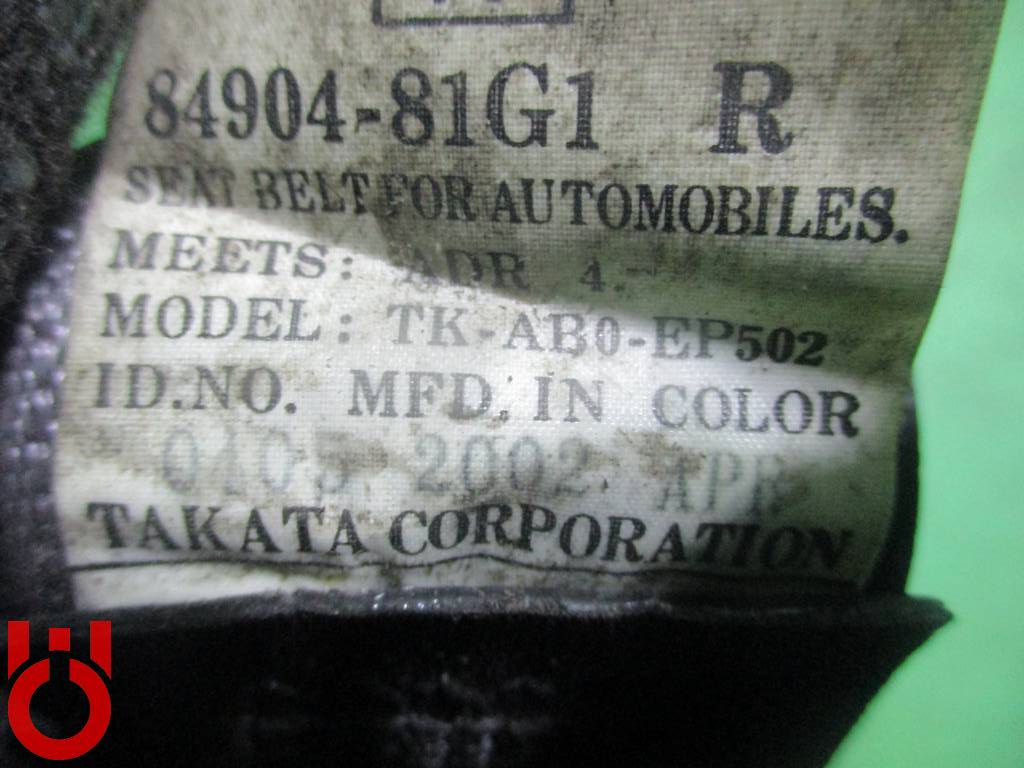 84904-81G1 R
SEAT BELT FOR AUTOMOBILES.
MEETS: ADR 4.
MODEL: TK-AB0-EP502
ID.NO. MFD. IN COLOR
2002 APR
TAKATA CORPORATION